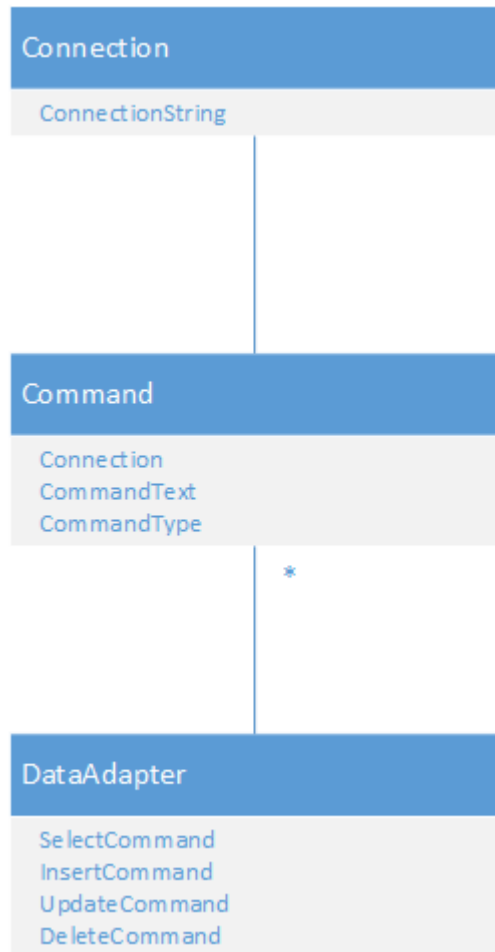 Connection
ConnectionString
Command
Connection
CommandText
CommandType
*
DataAdapter
SelectCommand
InsertCommand
UpdateCommand
DeleteCommand